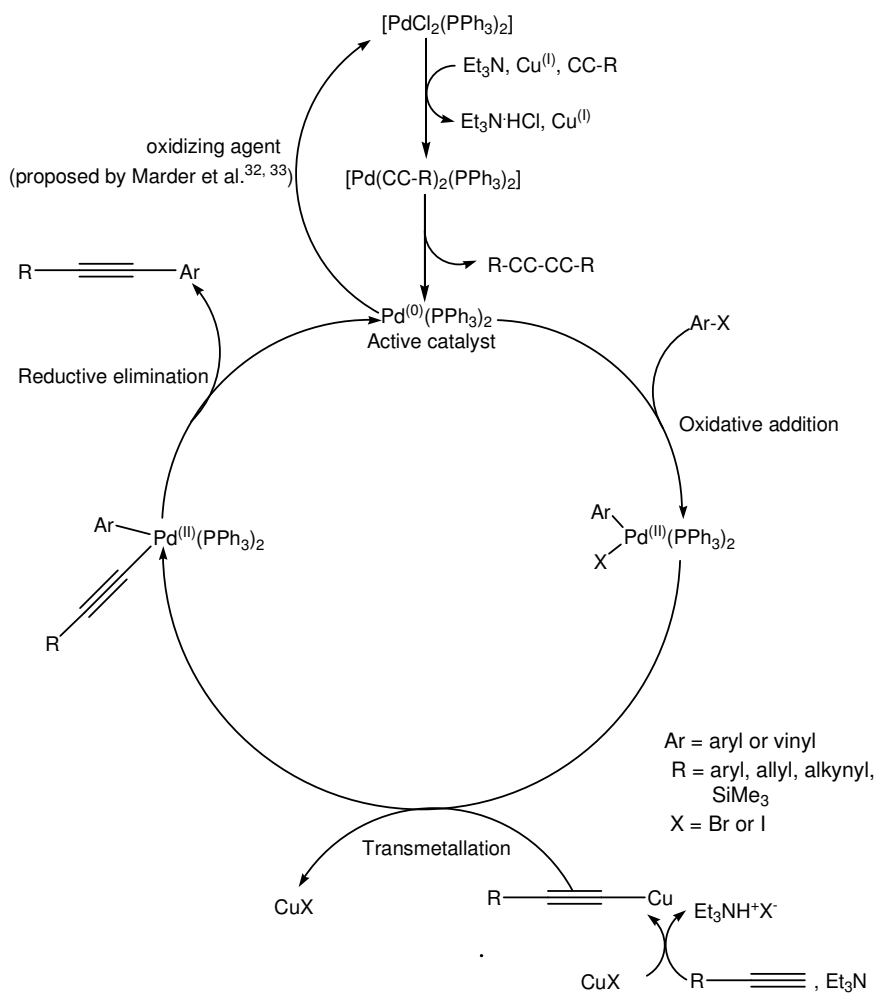 [PdCl₂(PPh₃)₂]
Et₃N, Cu⁽ᴵ⁾, CC-R
Et₃N·HCl, Cu⁽ᴵ⁾
oxidizing agent
(proposed by Marder et al.³²,³³)
[Pd(CC-R)₂(PPh₃)₂]
R-CC-CC-R
R Ar
Pd⁽⁰⁾(PPh₃)₂
Active catalyst
Ar-X
Reductive elimination
Oxidative addition
Ar
Pd⁽ᴵᴵ⁾(PPh₃)₂
R
Ar
Pd⁽ᴵᴵ⁾(PPh₃)₂
X
Ar = aryl or vinyl
R = aryl, allyl, alkynyl,
SiMe₃
X = Br or I
Transmetallation
CuX
R Cu
Et₃NH⁺X⁻
CuX R , Et₃N